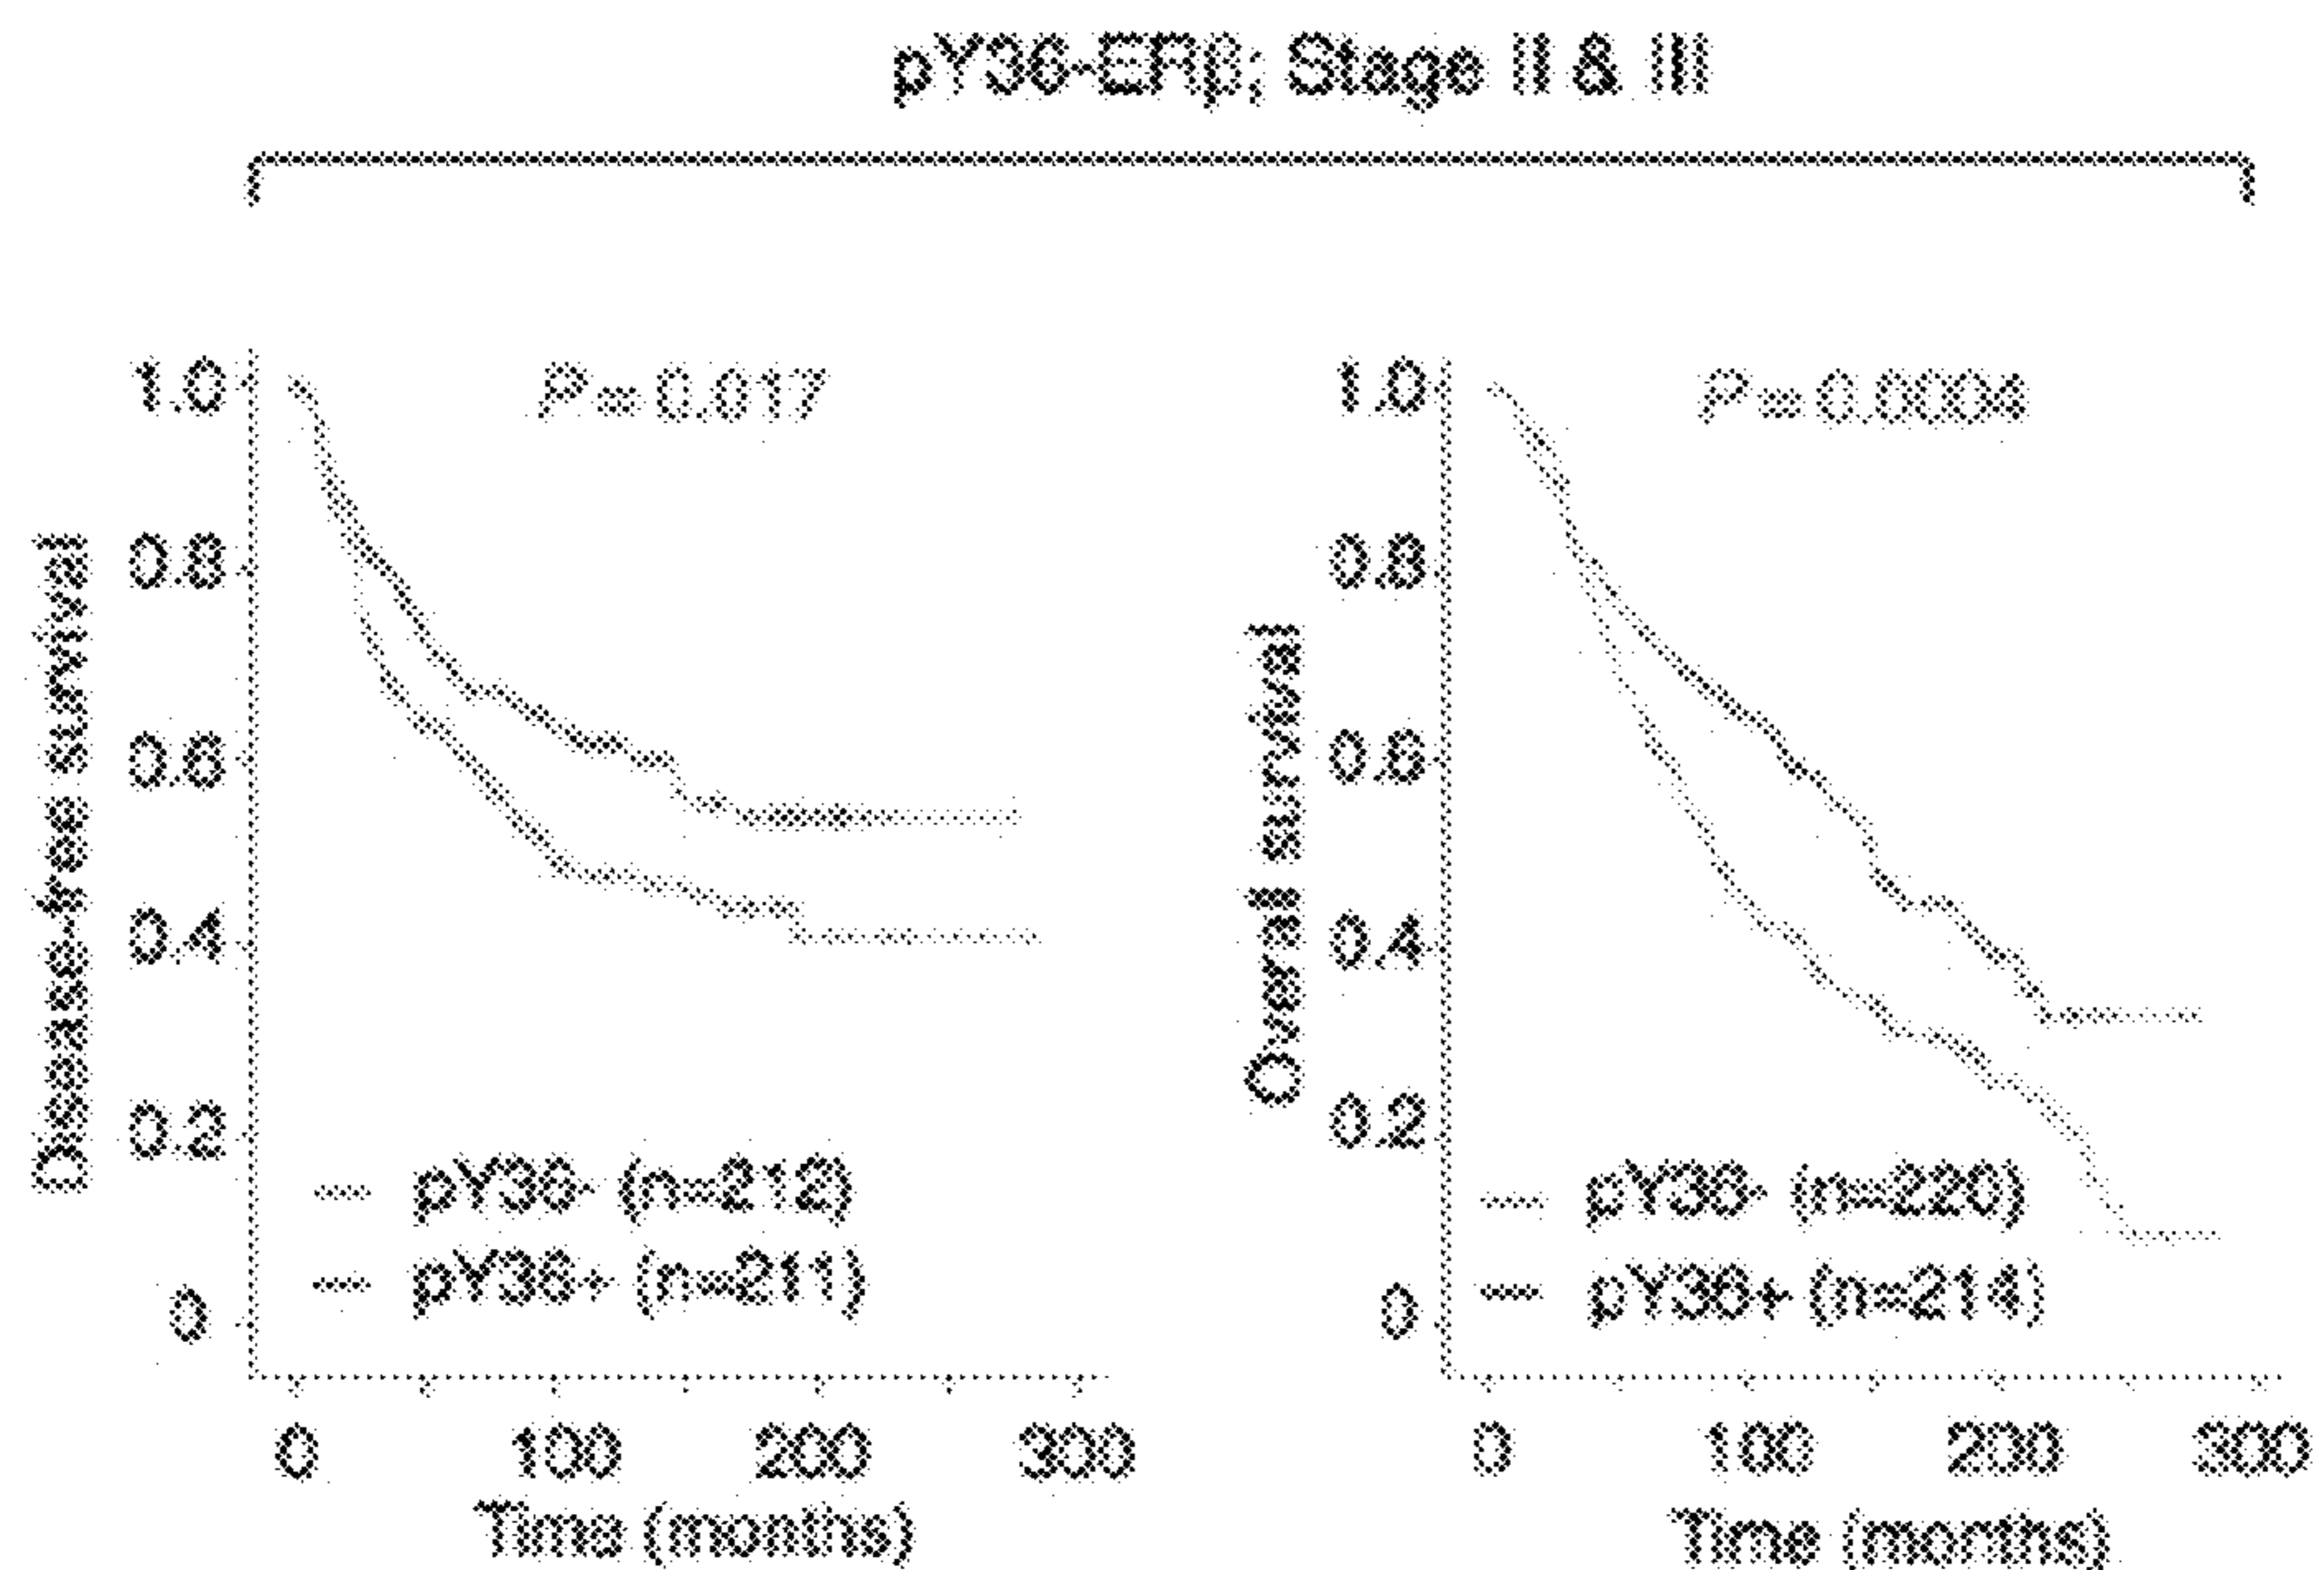 pY36-ERβ; Stage II & III
Disease-free survival
1.0
0.8
0.6
0.4
0.2
0
P = 0.017
pY36- (n=212)
pY36+ (n=211)
0 100 200 300
Time (months)
Overall survival
1.0
0.8
0.6
0.4
0.2
0
P = 0.0004
pY36- (n=220)
pY36+ (n=214)
0 100 200 300
Time (months)